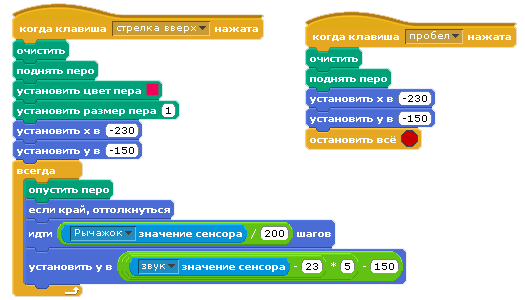 когда клавиша стрелка вверх нажата
очистить
поднять перо
установить цвет пера
установить размер пера 1
установить x в -230
установить y в -150
всегда
опустить перо
если край, оттолкнуться
идти Рычажок значение сенсора / 200 шагов
установить y в звук значение сенсора - 23 * 5 - 150
когда клавиша пробел нажата
очистить
поднять перо
установить x в -230
установить y в -150
остановить всё